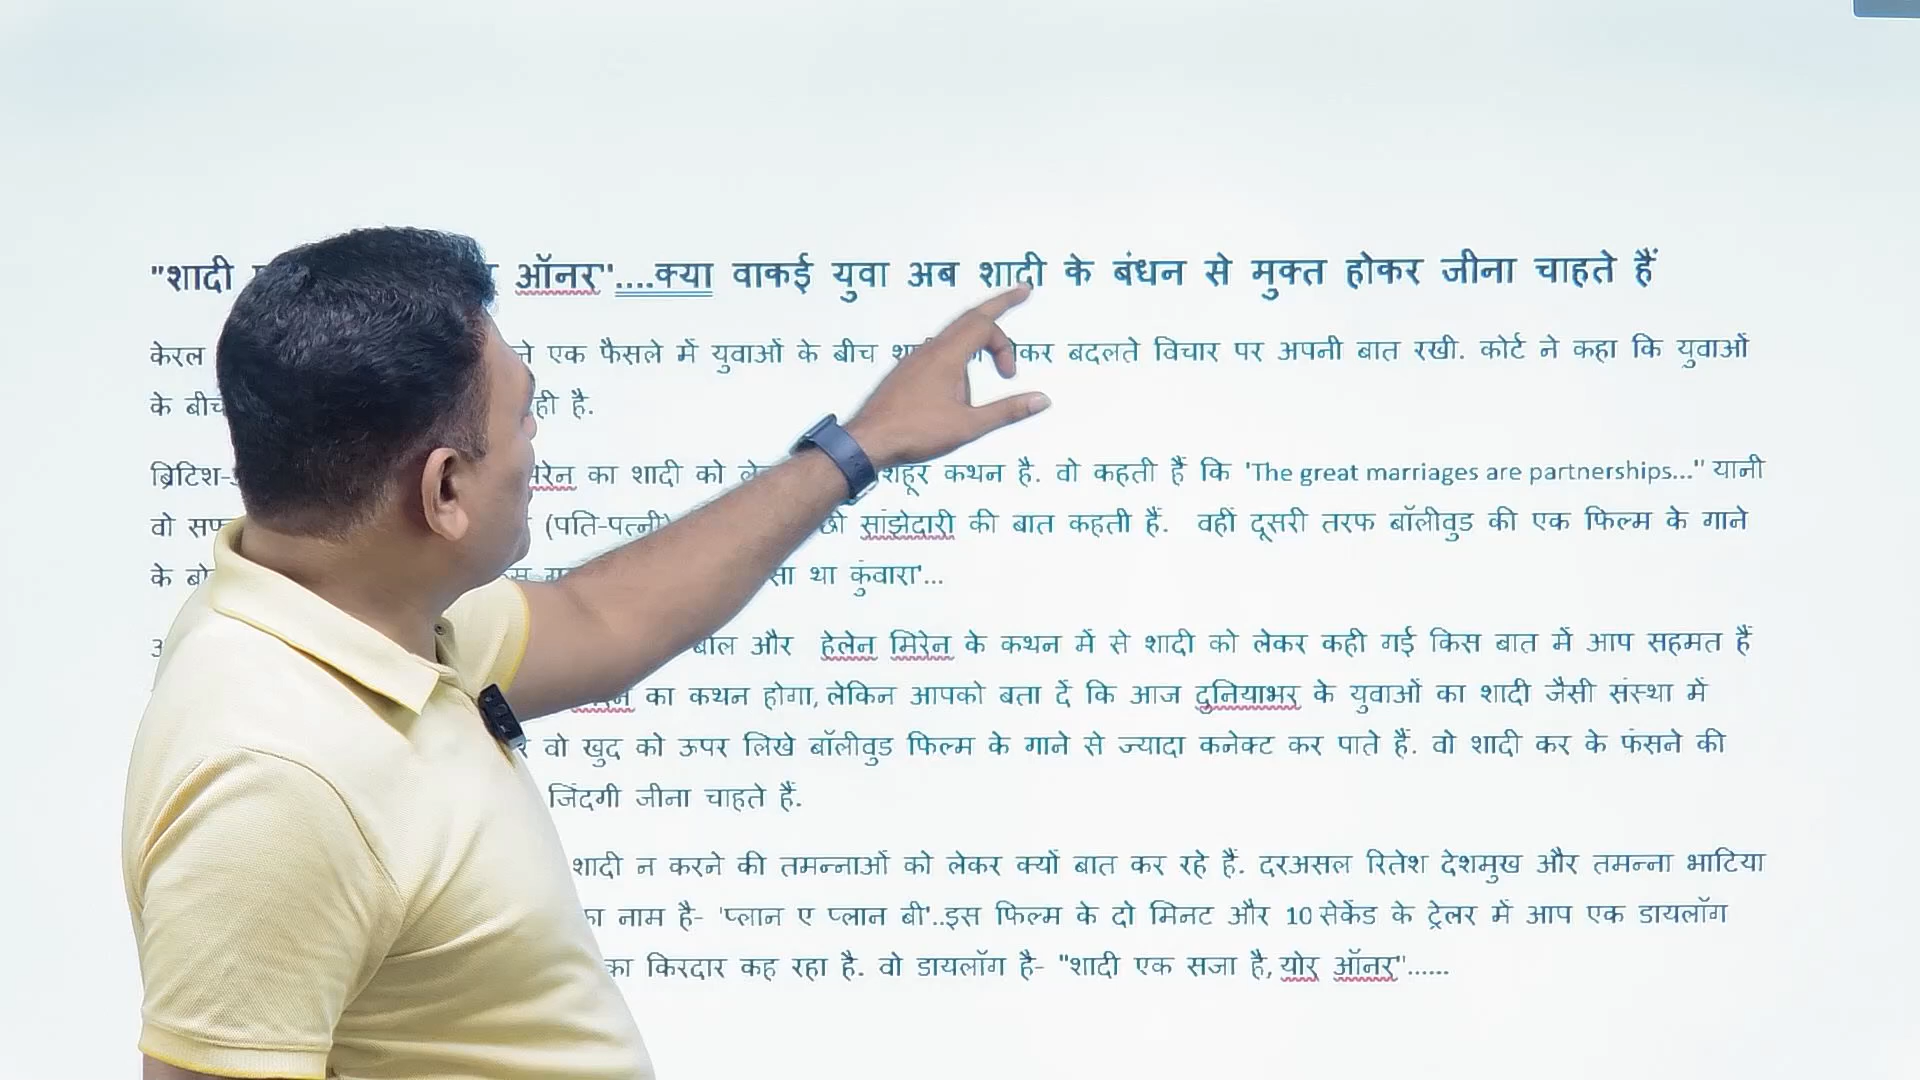 "शादी ऑनर"....क्या वाकई युवा अब शादी के बंधन से मुक्त होकर जीना चाहते हैं
केरल ने एक फैसले में युवाओं के बीच बदलते विचार पर अपनी बात रखी. कोर्ट ने कहा कि युवाओं
के बीच ही है.
ब्रिटिश- मिरेन का शादी को कथन है. वो कहती हैं कि 'The great marriages are partnerships..." यानी
वो (पति-पत्नी) सांझेदारी की बात कहती हैं. वहीं दूसरी तरफ बॉलीवुड की एक फिल्म के गाने
के था कुंवारा'...
बोल और हेलेन मिरेन के कथन में से शादी को लेकर कही गई किस बात में आप सहमत हैं
का कथन होगा, लेकिन आपको बता दें कि आज दुनियाभर के युवाओं का शादी जैसी संस्था में
वो खुद को ऊपर लिखे बॉलीवुड फिल्म के गाने से ज्यादा कनेक्ट कर पाते हैं. वो शादी कर के फंसने की
जिंदगी जीना चाहते हैं.
शादी न करने की तमन्नाओं को लेकर क्यों बात कर रहे हैं. दरअसल रितेश देशमुख और तमन्ना भाटिया
का नाम है- 'प्लान ए प्लान बी'..इस फिल्म के दो मिनट और 10 सेकेंड के ट्रेलर में आप एक डायलॉग
का किरदार कह रहा है. वो डायलॉग है- "शादी एक सजा है, योर ऑनर"......